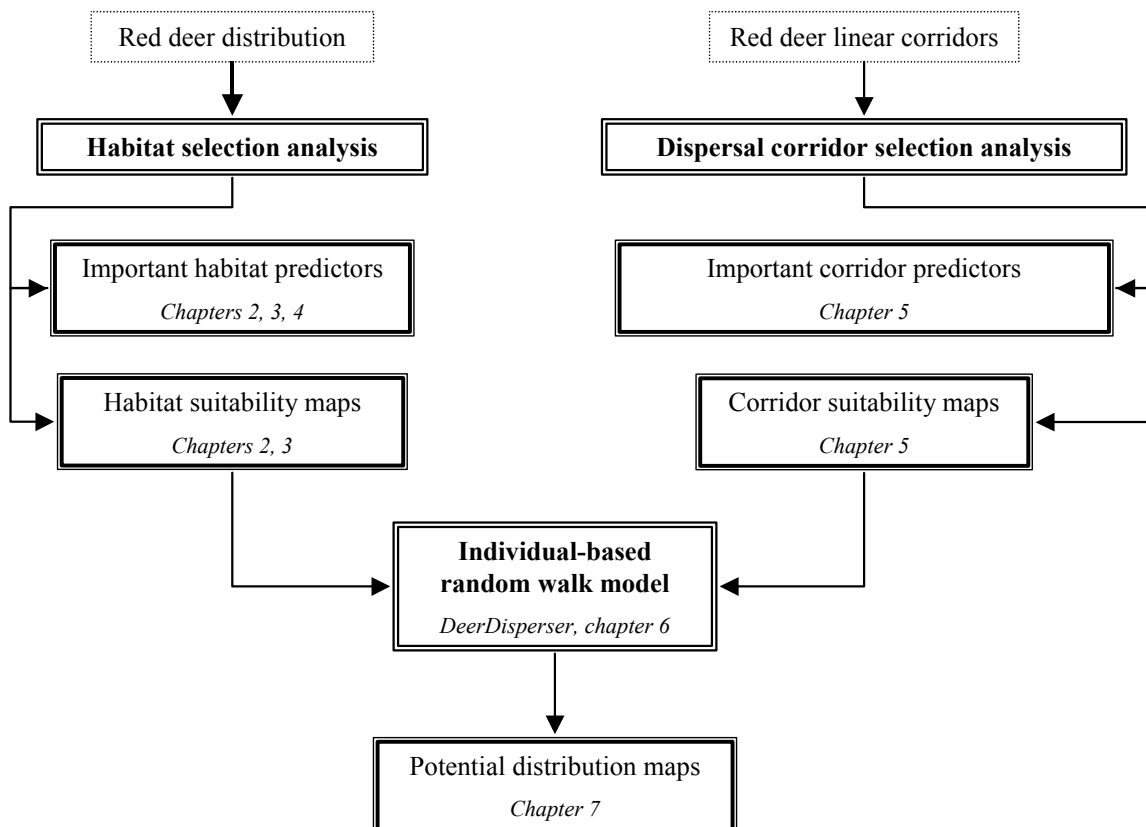 Red deer distribution
Red deer linear corridors
Habitat selection analysis
Dispersal corridor selection analysis
Important habitat predictors
Chapters 2, 3, 4
Important corridor predictors
Chapter 5
Habitat suitability maps
Chapters 2, 3
Corridor suitability maps
Chapter 5
Individual-based
random walk model
DeerDisperser, chapter 6
Potential distribution maps
Chapter 7